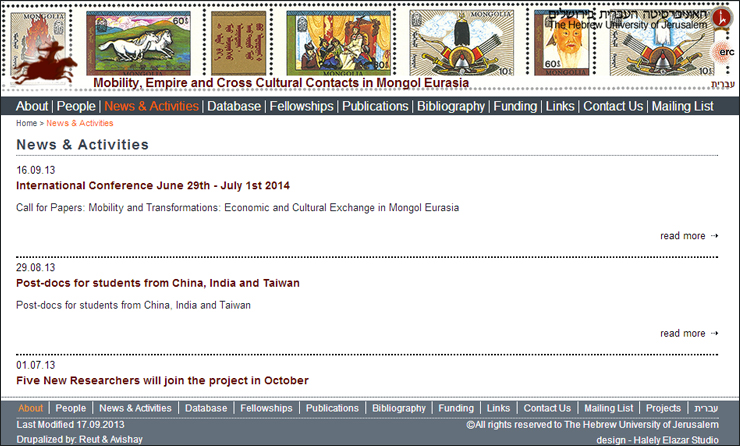 60₮
MONGOLIA
MONGOLIA
80₮
10₮
60₮
MONGOLIA
10₮
האוניברסיטה העברית בירושלים
The Hebrew University of Jerusalem
erc
Mobility, Empire and Cross Cultural Contacts in Mongol Eurasia
עברית
About | People | News & Activities | Database | Fellowships | Publications | Bibliography | Funding | Links | Contact Us | Mailing List
Home > News & Activities
News & Activities
16.09.13
International Conference June 29th - July 1st 2014
Call for Papers: Mobility and Transformations: Economic and Cultural Exchange in Mongol Eurasia
read more →
29.08.13
Post-docs for students from China, India and Taiwan
Post-docs for students from China, India and Taiwan
read more →
01.07.13
Five New Researchers will join the project in October
About | People | News & Activities | Database | Fellowships | Publications | Bibliography | Funding | Links | Contact Us | Mailing List | Projects | עברית
Last Modified 17.09.2013
©All rights reserved to The Hebrew University of Jerusalem
Drupalized by: Reut & Avishay
design - Halely Elazar Studio